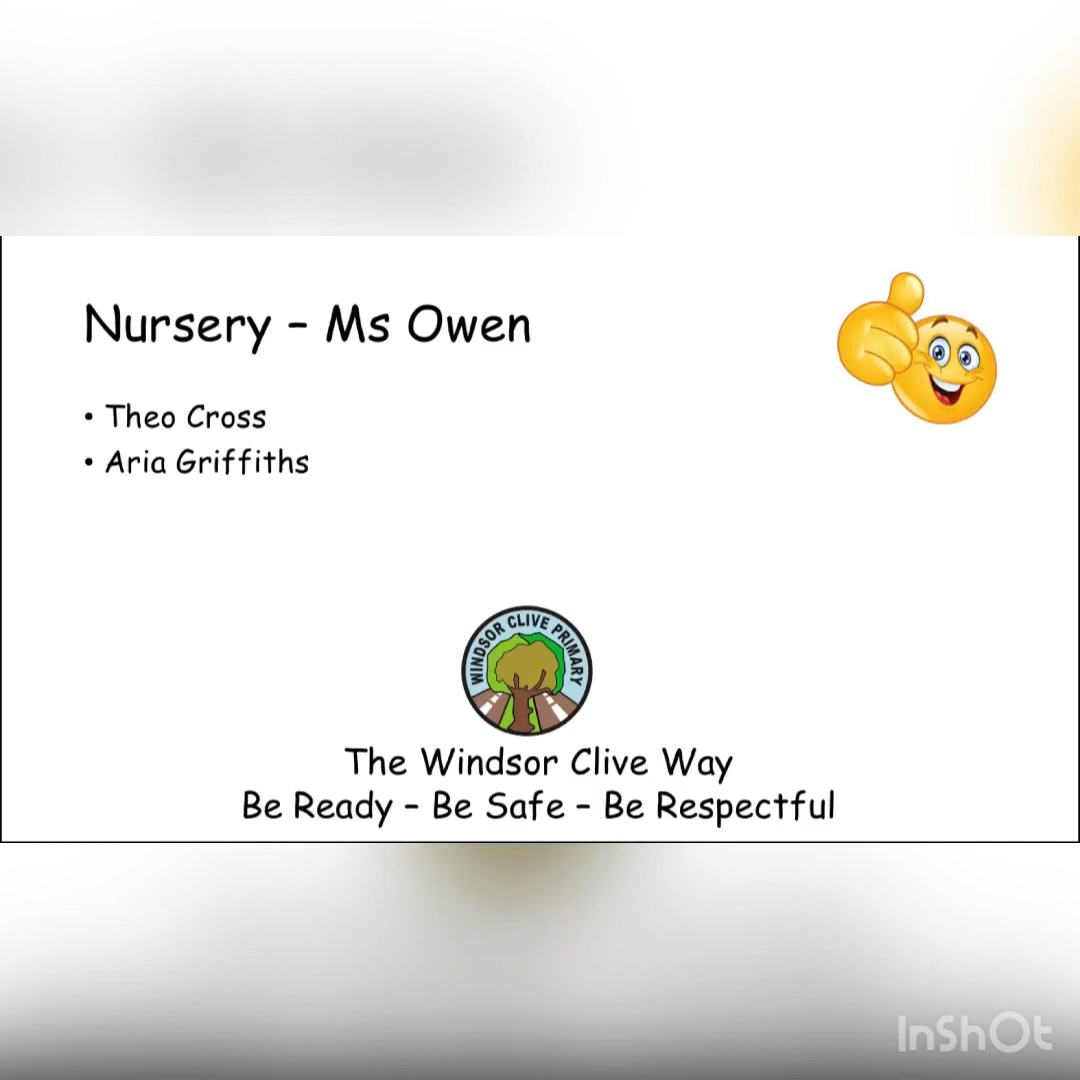 Nursery – Ms Owen
• Theo Cross
• Aria Griffiths
WINDSOR CLIVE PRIMARY
The Windsor Clive Way
Be Ready – Be Safe – Be Respectful
InShOt